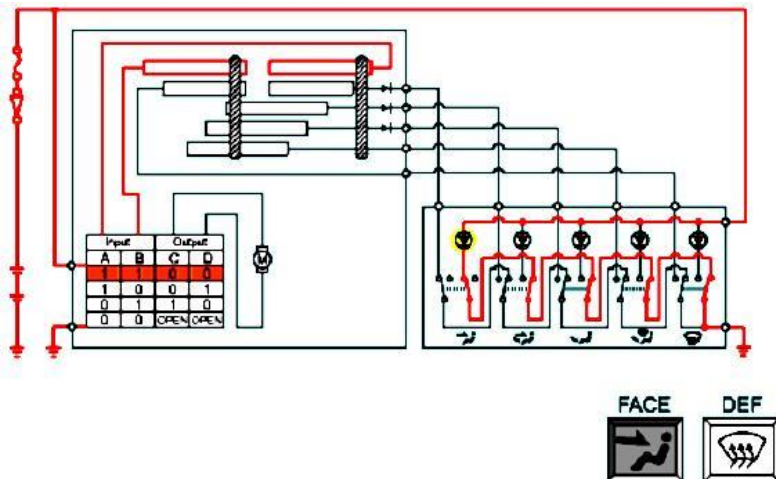 M
Input Output
A B C D
1 1 0 0
1 0 0 1
0 1 1 0
0 0 OPEN OPEN
FACE DEF